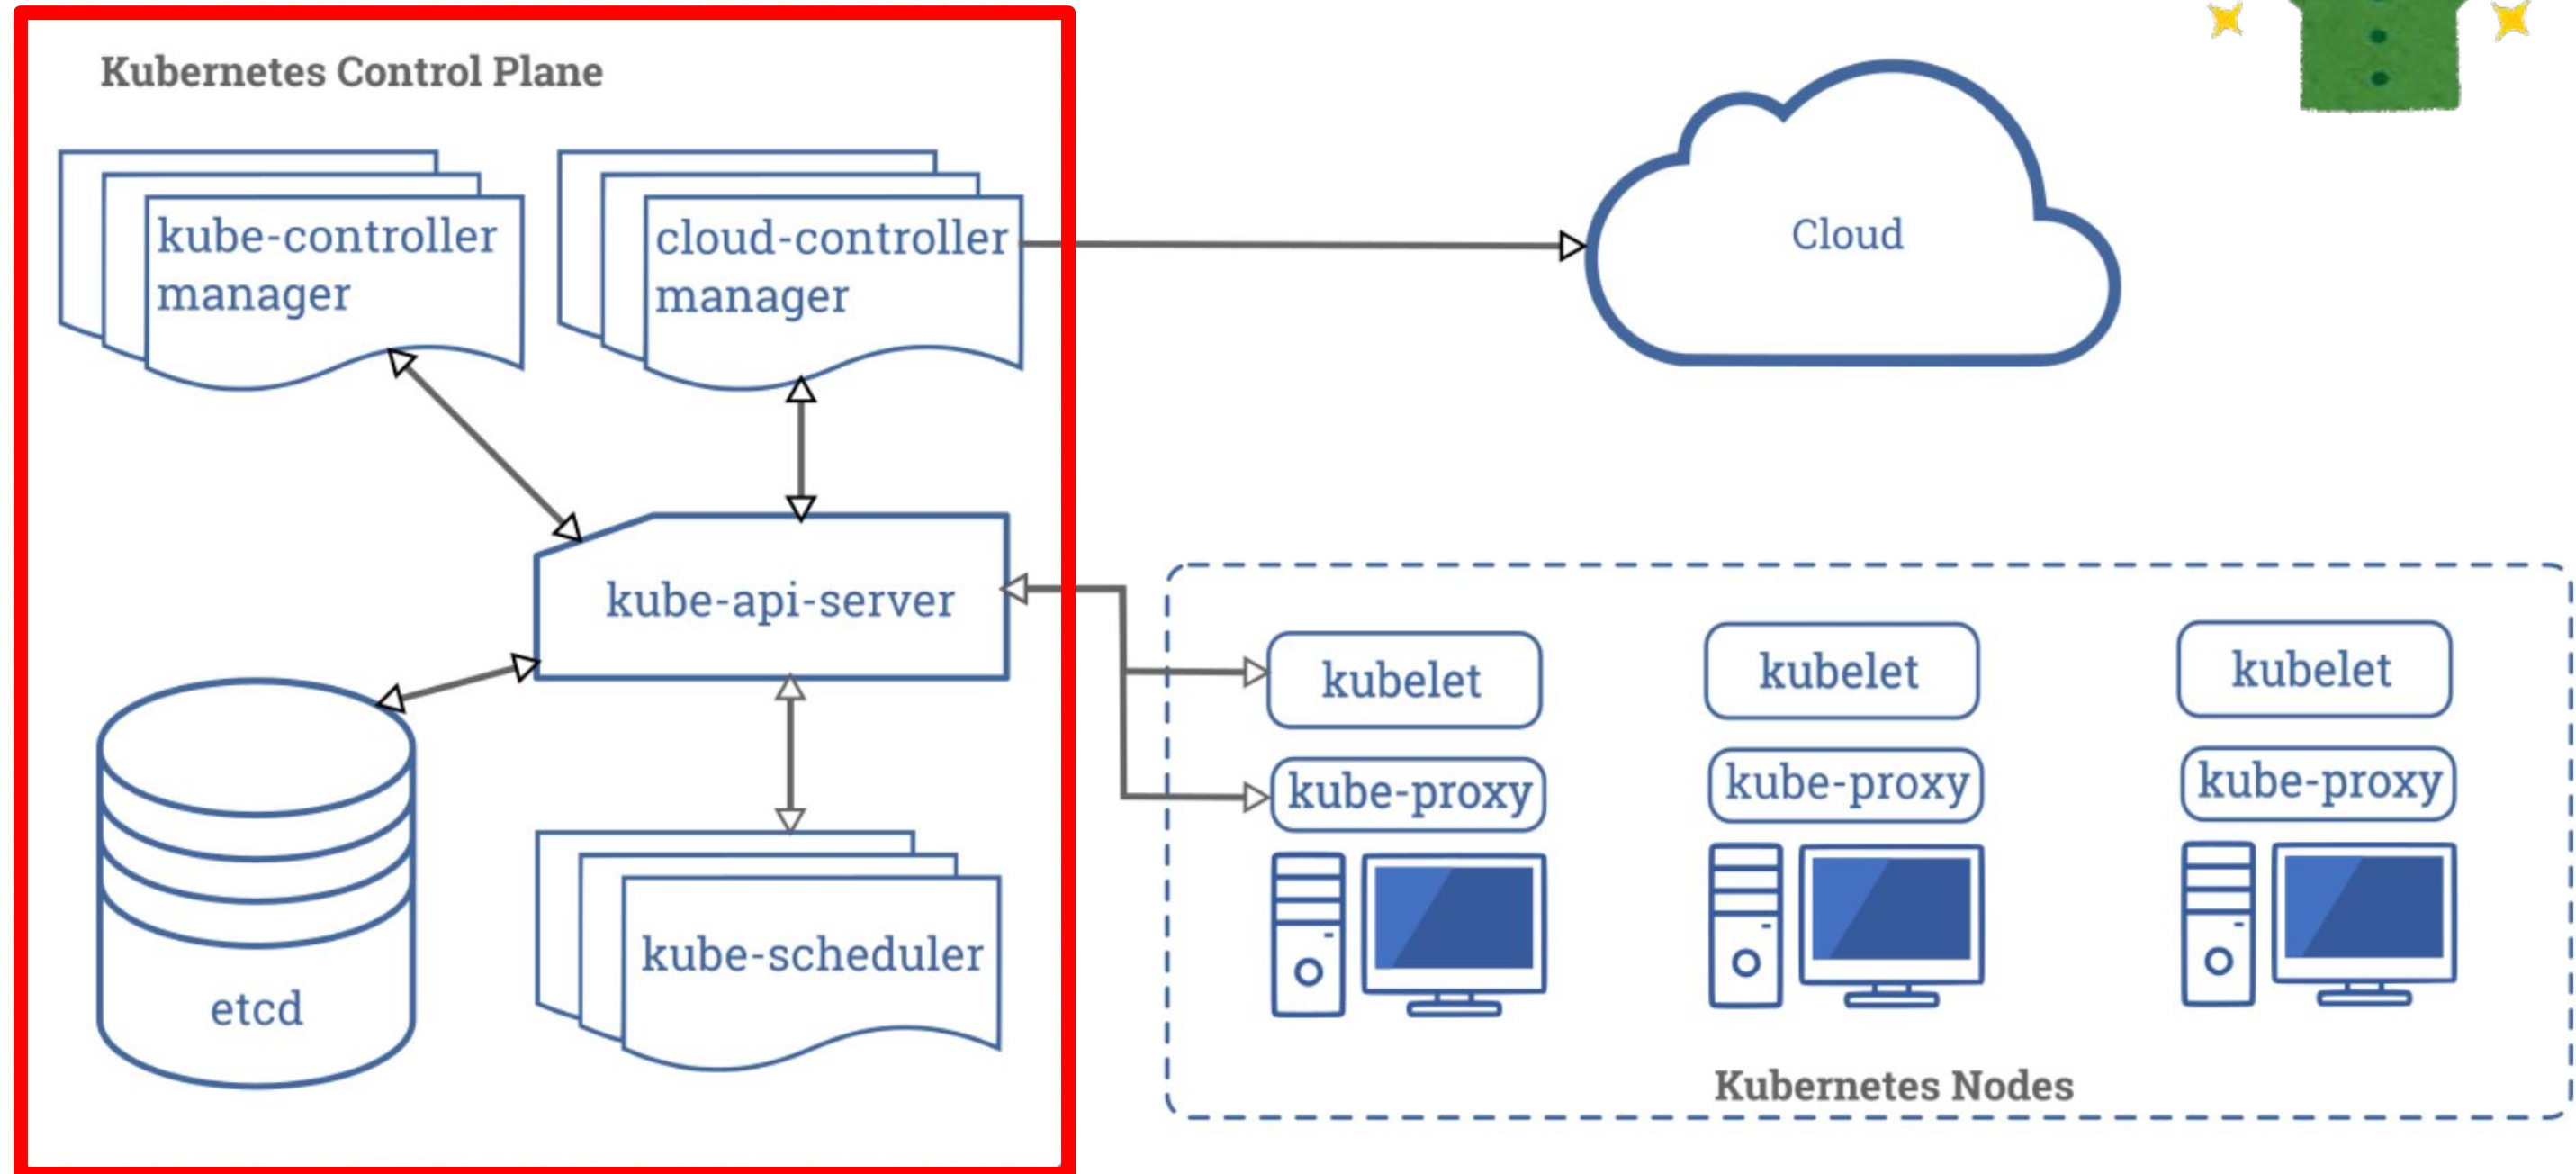 Kubernetes Control Plane
kube-controller
manager
cloud-controller
manager
Cloud
kube-api-server
kubelet
kubelet
kubelet
kube-proxy
kube-proxy
kube-proxy
kube-scheduler
etcd
Kubernetes Nodes